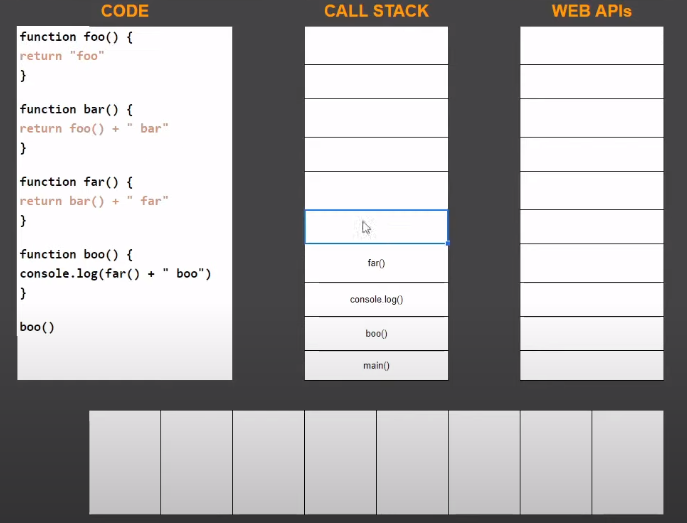 CODE
function foo() {
return "foo"
}
function bar() {
return foo() + " bar"
}
function far() {
return bar() + " far"
}
function boo() {
console.log(far() + " boo")
}
boo()
CALL STACK
far()
console.log()
boo()
main()
WEB APIs